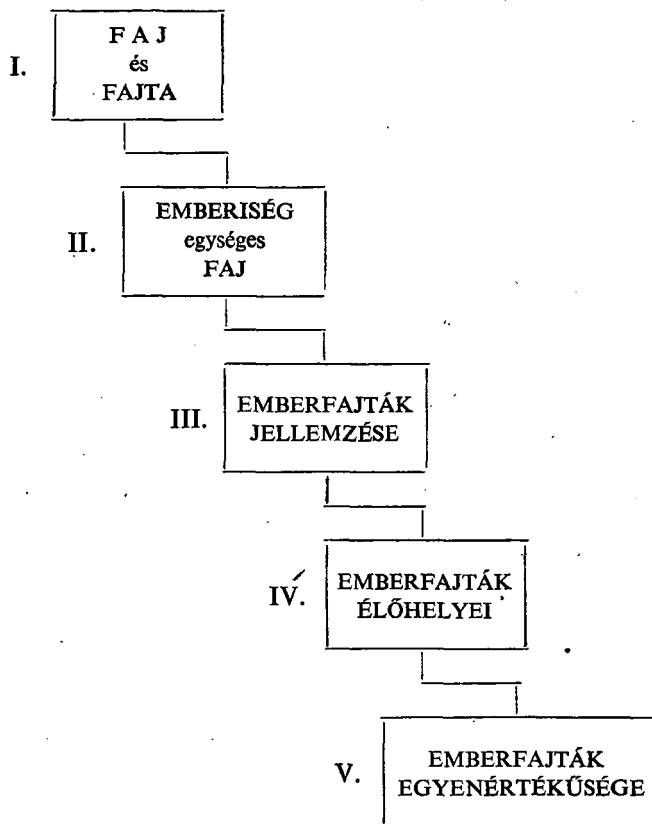 F A J
I. és
FAJTA
EMBERISÉG
II. egységes
FAJ
EMBERFAJTÁK
III. JELLEMZÉSE
EMBERFAJTÁK
IV. ÉLŐHELYEI
EMBERFAJTÁK
V. EGYENÉRTÉKŰSÉGE